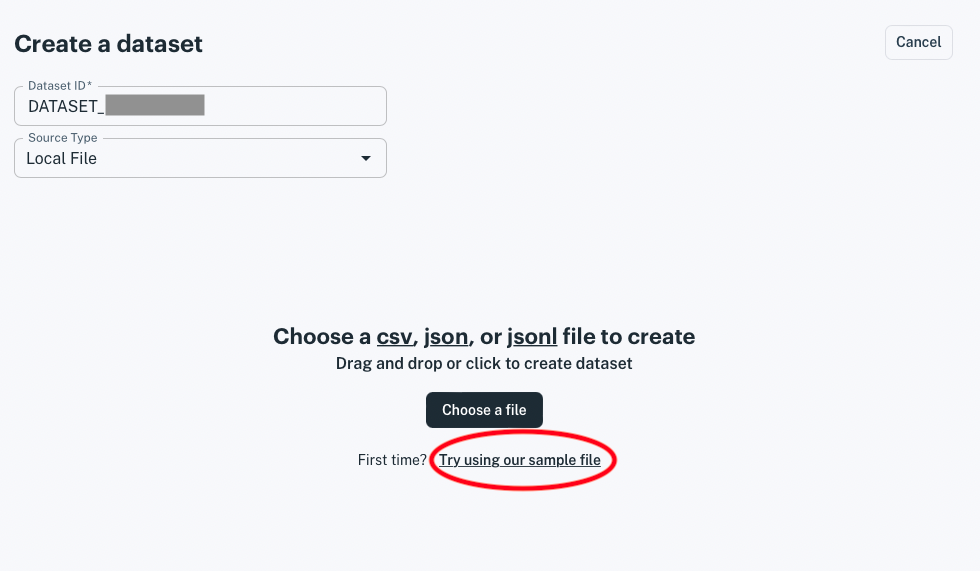 Create a dataset
Cancel
Dataset ID*
DATASET_
Source Type
Local File
Choose a csv, json, or jsonl file to create
Drag and drop or click to create dataset
Choose a file
First time? Try using our sample file